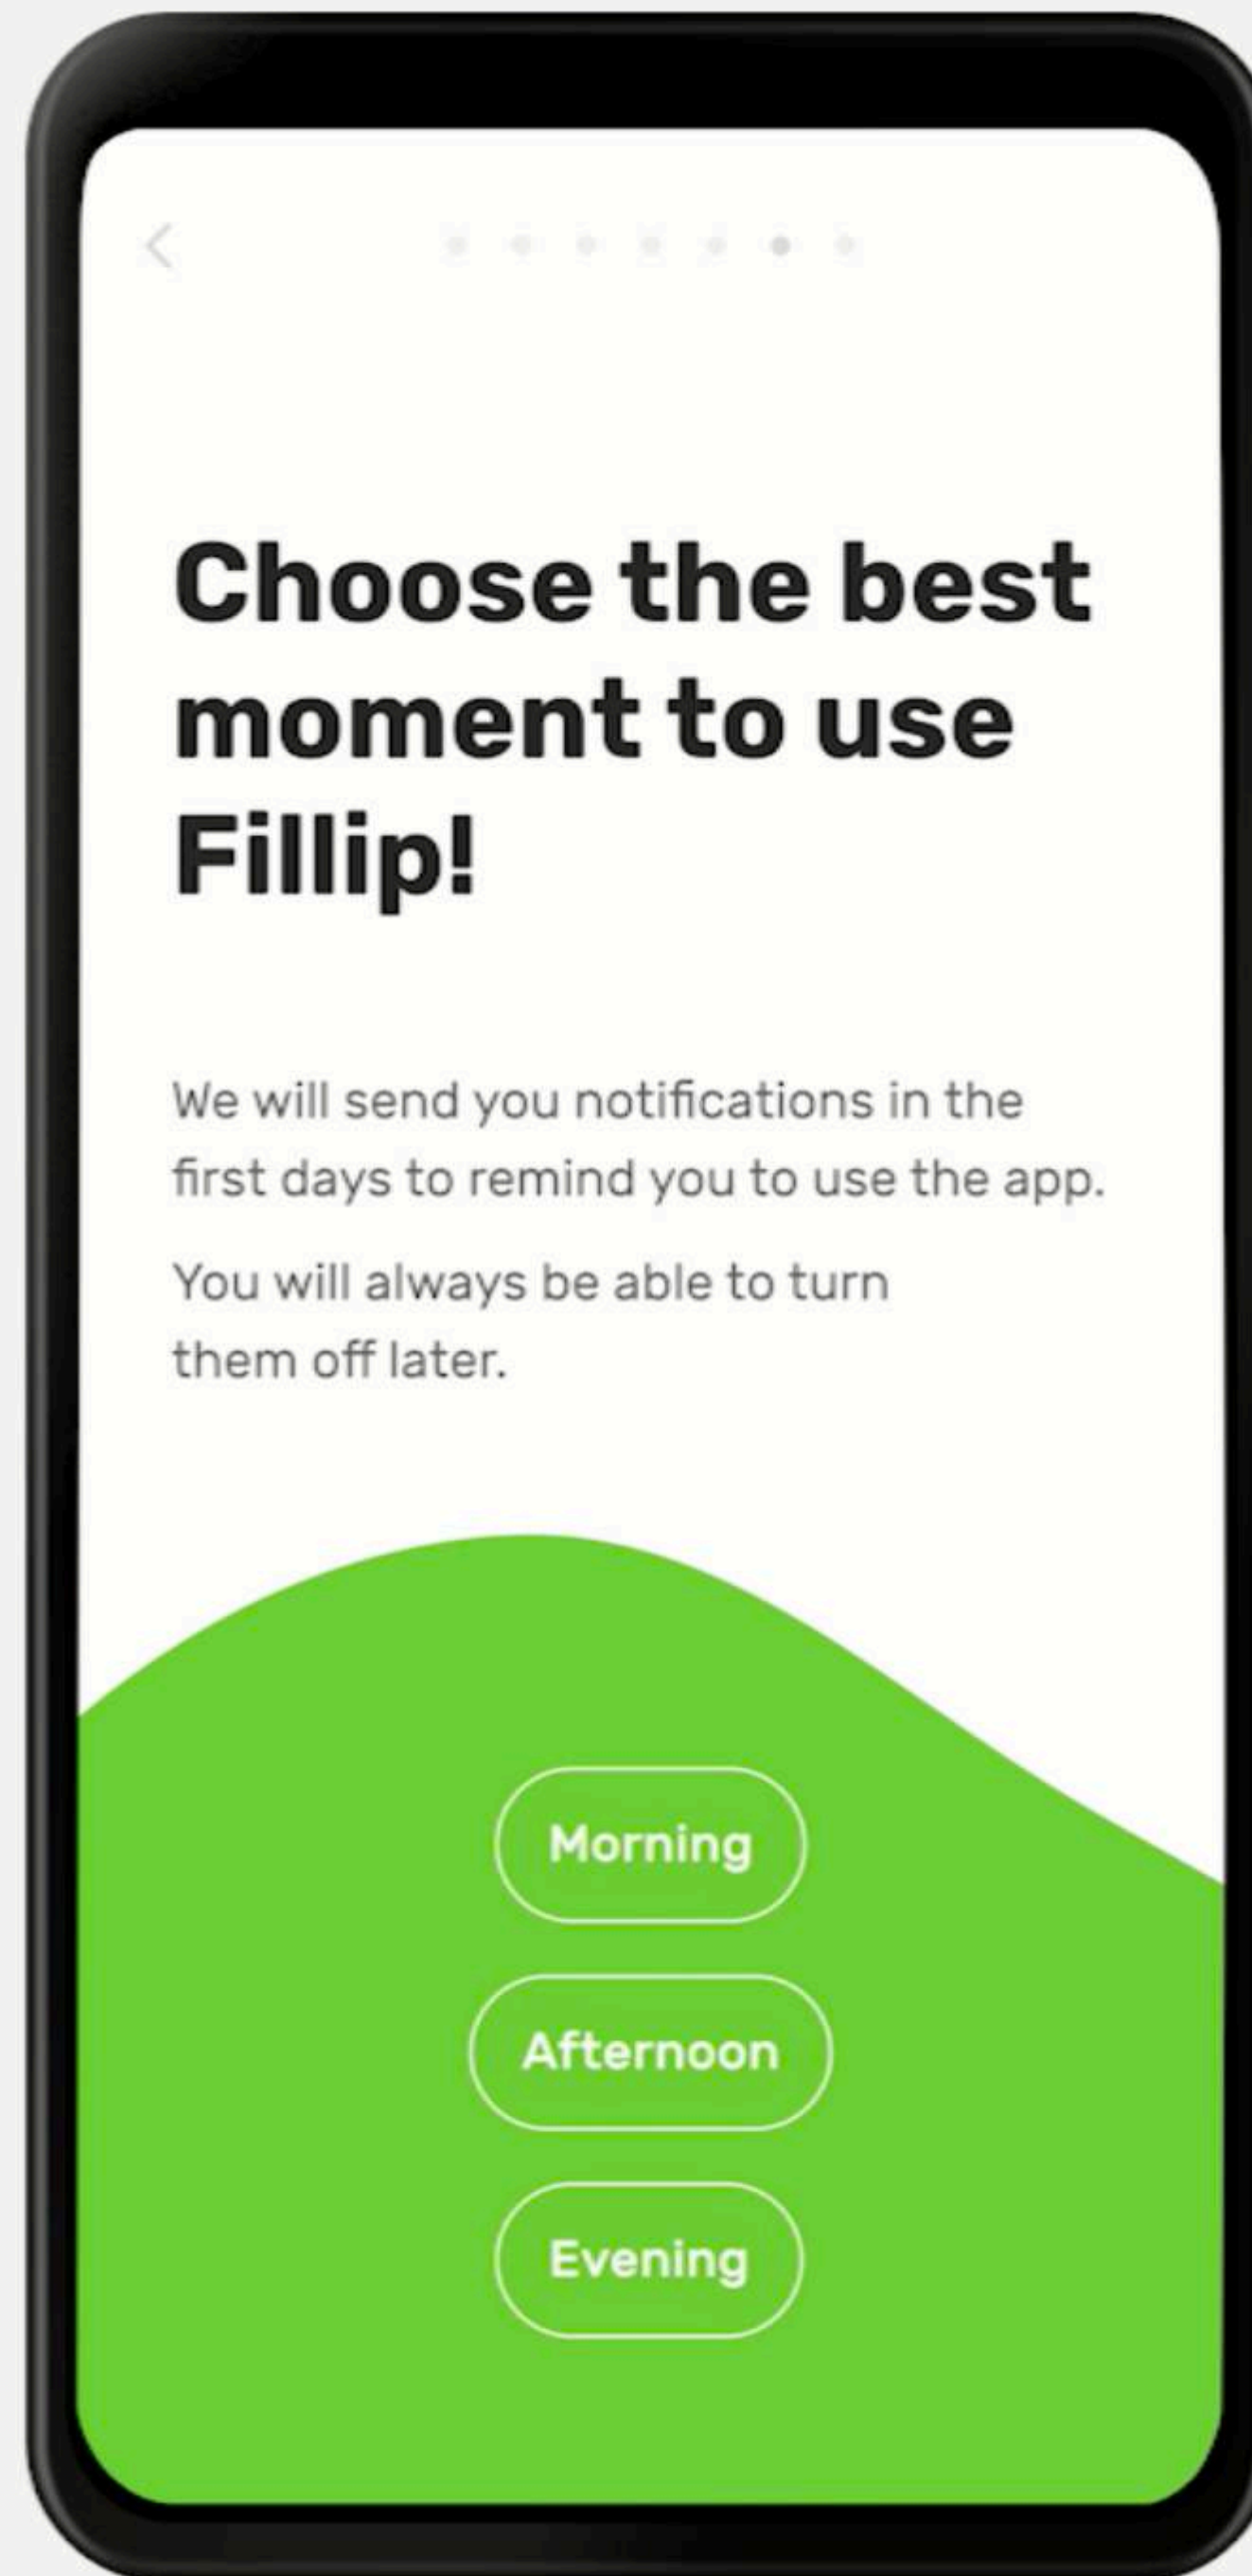 Choose the best
moment to use
Fillip!
We will send you notifications in the
first days to remind you to use the app.
You will always be able to turn
them off later.
Morning
Afternoon
Evening